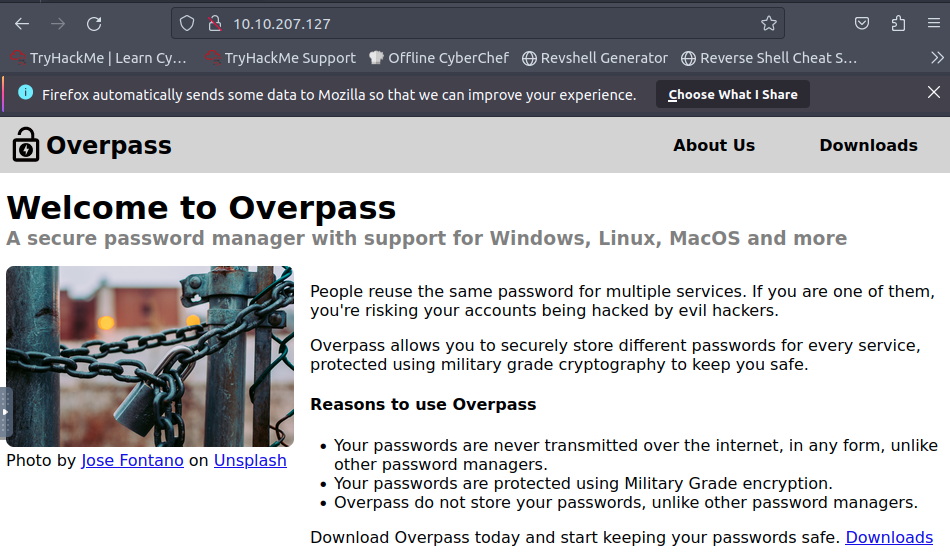 10.10.207.127
TryHackMe | Learn Cy… TryHackMe Support Offline CyberChef Revshell Generator Reverse Shell Cheat S…
Firefox automatically sends some data to Mozilla so that we can improve your experience. Choose What I Share
Overpass About Us Downloads
Welcome to Overpass
A secure password manager with support for Windows, Linux, MacOS and more
People reuse the same password for multiple services. If you are one of them,
you're risking your accounts being hacked by evil hackers.
Overpass allows you to securely store different passwords for every service,
protected using military grade cryptography to keep you safe.
Reasons to use Overpass
• Your passwords are never transmitted over the internet, in any form, unlike
other password managers.
• Your passwords are protected using Military Grade encryption.
• Overpass do not store your passwords, unlike other password managers.
Photo by Jose Fontano on Unsplash
Download Overpass today and start keeping your passwords safe. Downloads